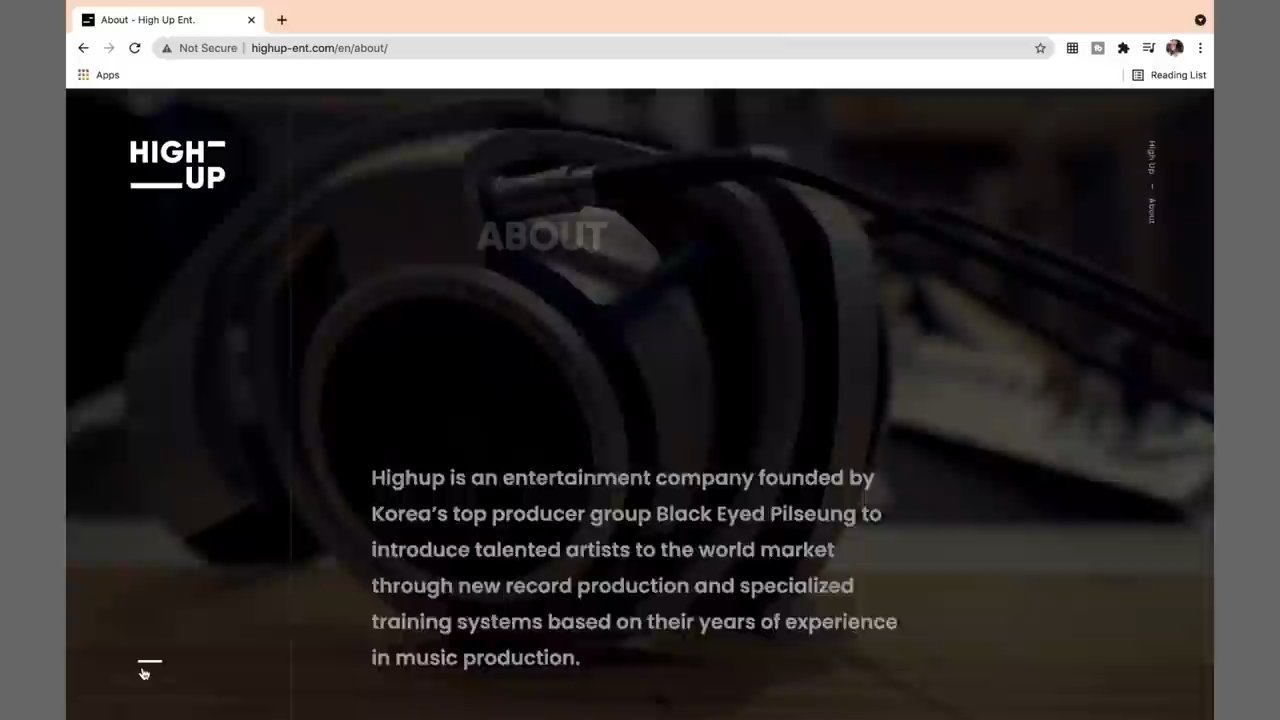 About - High Up Ent.
Not Secure
highup-ent.com/en/about/
Apps
Reading List
HIGH
UP
High Up – About
ABOUT
Highup is an entertainment company founded by
Korea's top producer group Black Eyed Pilseung to
introduce talented artists to the world market
through new record production and specialized
training systems based on their years of experience
in music production.